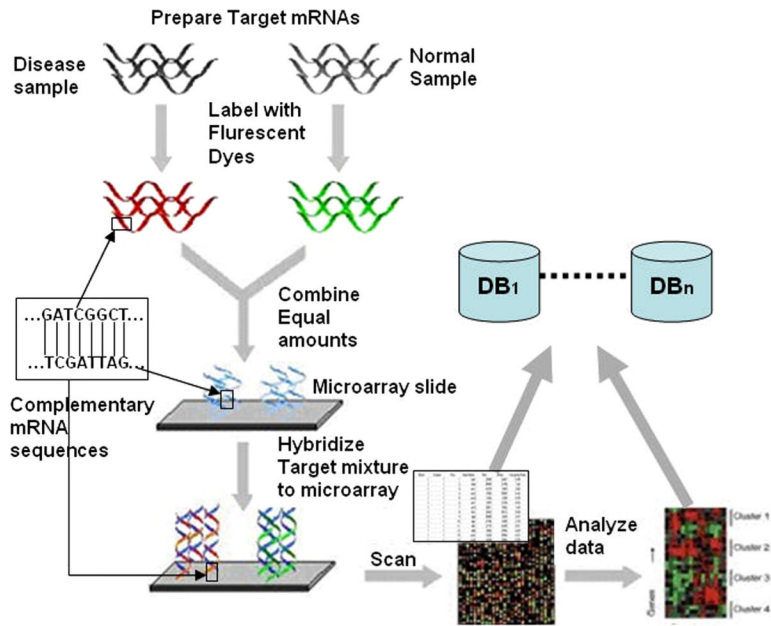 Prepare Target mRNAs
Disease
sample
Normal
Sample
Label with
Flurescent
Dyes
Combine
Equal
amounts
...GATCGGCT...
...TCGATTAG...
Complementary
mRNA
sequences
Microarray slide
Hybridize
Target mixture
to microarray
Scan
Analyze
data
DB1
DBn
Genes
Cluster 1
Cluster 2
Cluster 3
Cluster 4